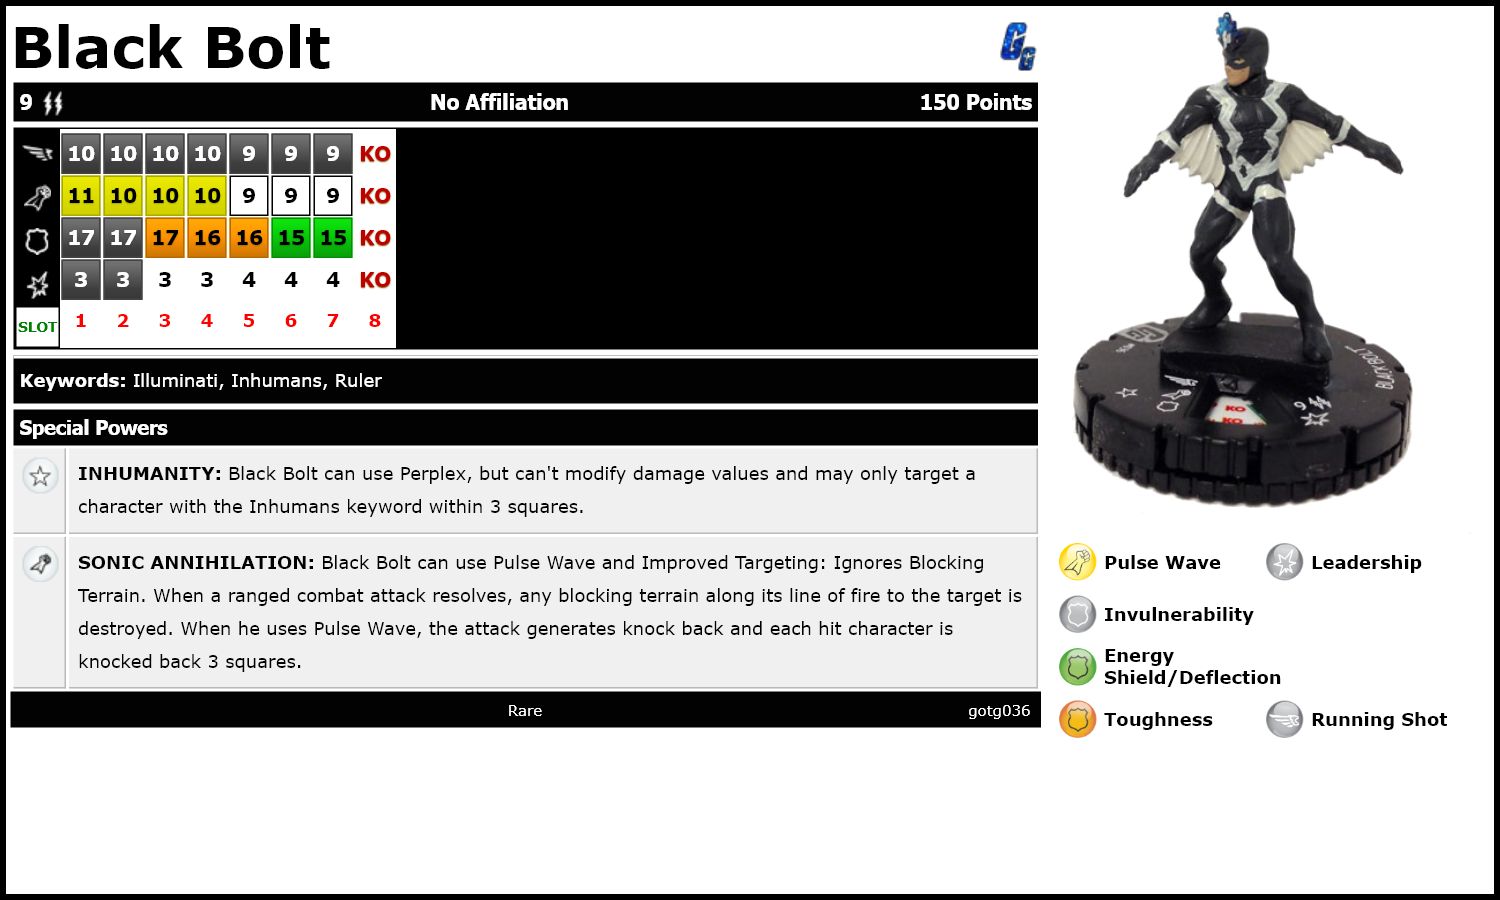 Black Bolt
GG
9 No Affiliation 150 Points
10 10 10 10 9 9 9 KO
11 10 10 10 9 9 9 KO
17 17 17 16 16 15 15 KO
3 3 3 3 4 4 4 KO
SLOT 1 2 3 4 5 6 7 8
Keywords: Illuminati, Inhumans, Ruler
Special Powers
INHUMANITY: Black Bolt can use Perplex, but can't modify damage values and may only target a
character with the Inhumans keyword within 3 squares.
SONIC ANNIHILATION: Black Bolt can use Pulse Wave and Improved Targeting: Ignores Blocking
Terrain. When a ranged combat attack resolves, any blocking terrain along its line of fire to the target is
destroyed. When he uses Pulse Wave, the attack generates knock back and each hit character is
knocked back 3 squares.
Rare gotg036
BLACK BOLT
9
KO
KO
Pulse Wave Leadership
Invulnerability
Energy
Shield/Deflection
Toughness Running Shot